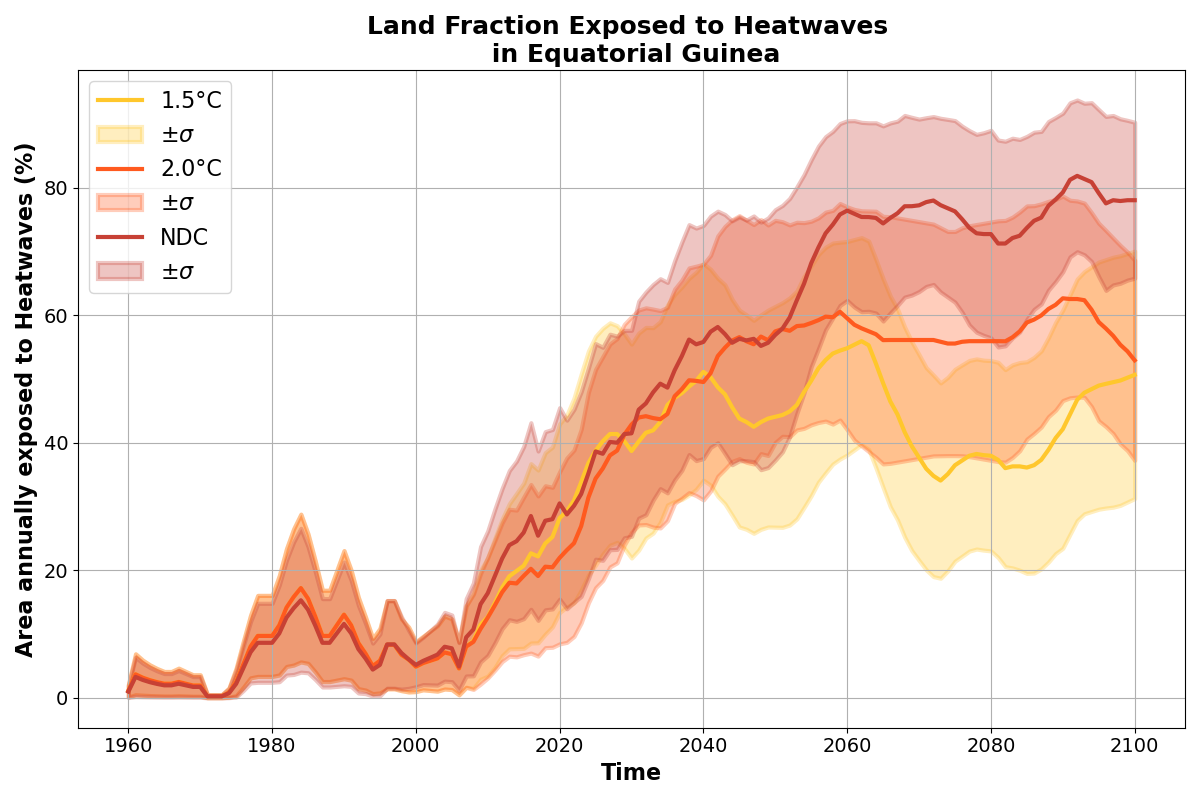 Land Fraction Exposed to Heatwaves
in Equatorial Guinea
1.5°C
±σ
2.0°C
±σ
NDC
±σ
Area annually exposed to Heatwaves (%)
80
60
40
20
0
1960
1980
2000
2020
2040
2060
2080
2100
Time